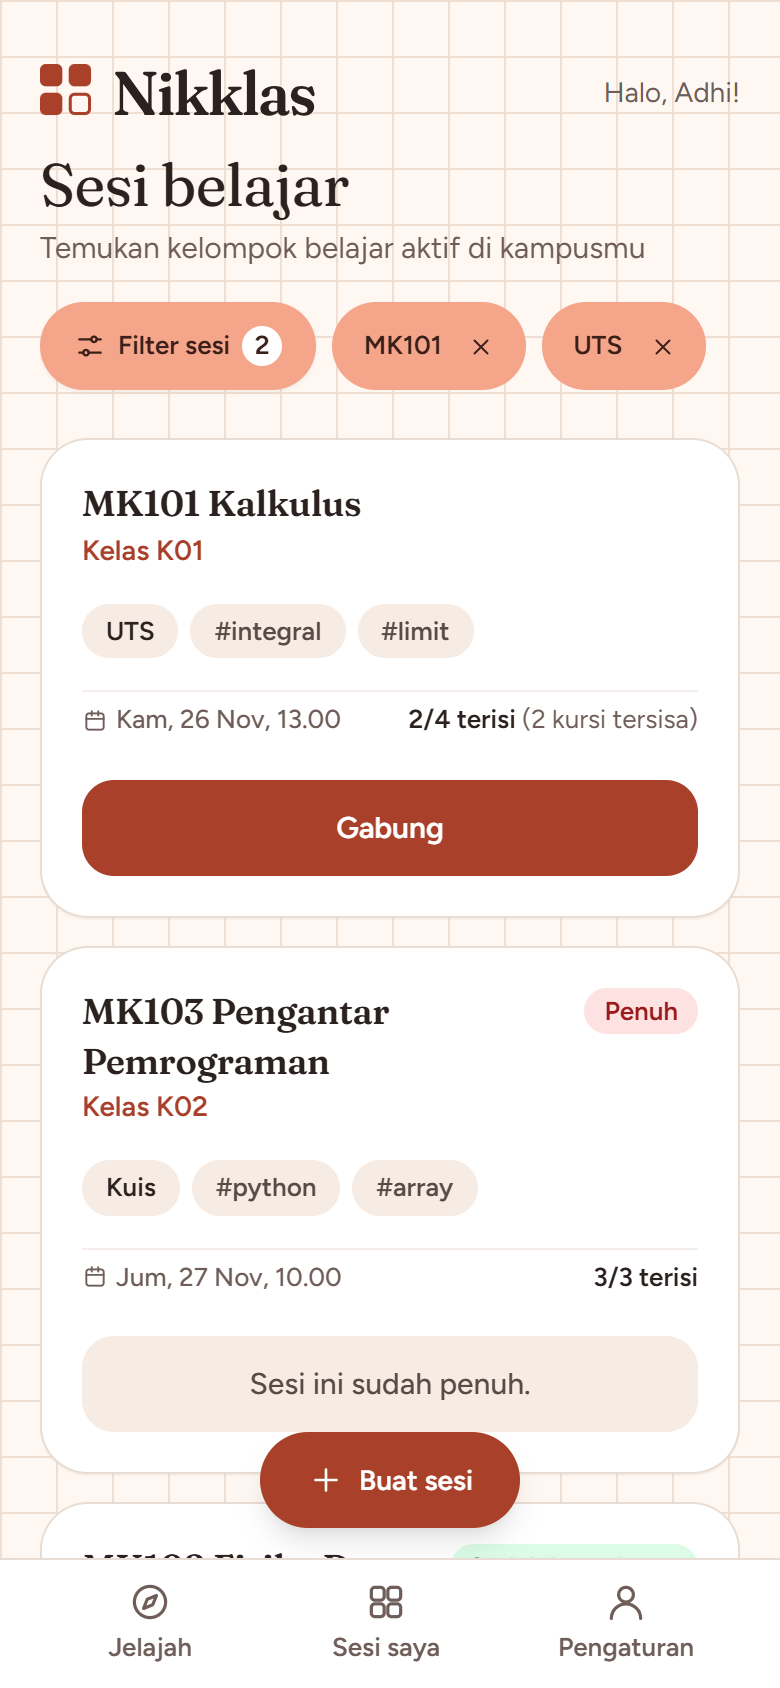 Nikklas
Halo, Adhi!
Sesi belajar
Temukan kelompok belajar aktif di kampusmu
Filter sesi 2
MK101
UTS
MK101 Kalkulus
Kelas K01
UTS
#integral
#limit
Kam, 26 Nov, 13.00
2/4 terisi (2 kursi tersisa)
Gabung
MK103 Pengantar
Pemrograman
Penuh
Kelas K02
Kuis
#python
#array
Jum, 27 Nov, 10.00
3/3 terisi
Sesi ini sudah penuh.
Buat sesi
Jelajah
Sesi saya
Pengaturan